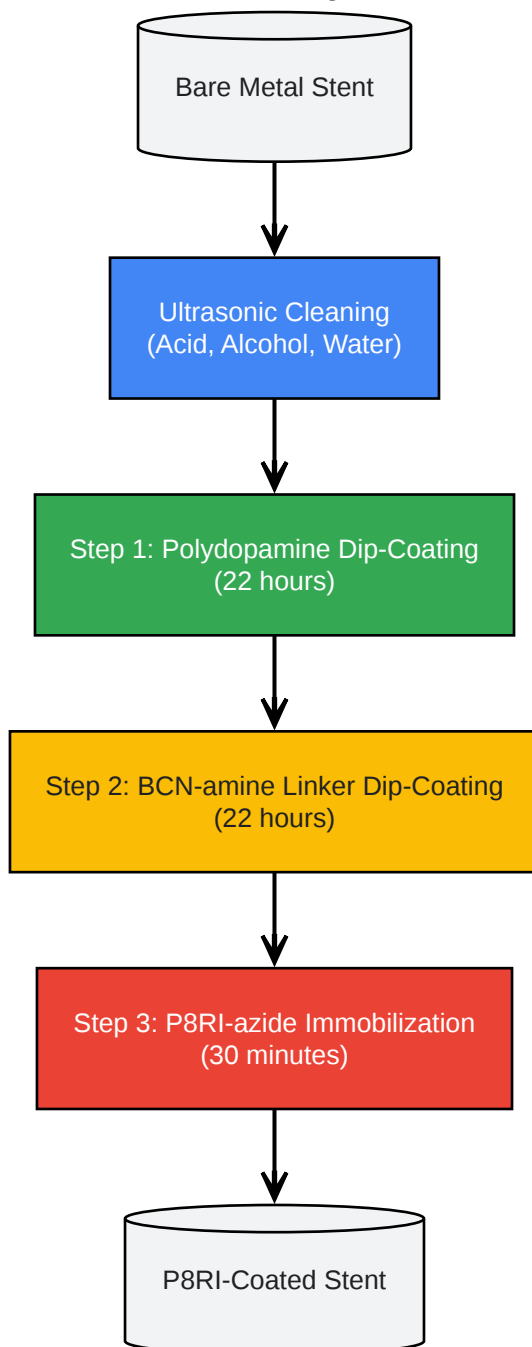 Bare Metal Stent
Ultrasonic Cleaning
(Acid, Alcohol, Water)
Step 1: Polydopamine Dip-Coating
(22 hours)
Step 2: BCN-amine Linker Dip-Coating
(22 hours)
Step 3: P8RI-azide Immobilization
(30 minutes)
P8RI-Coated Stent